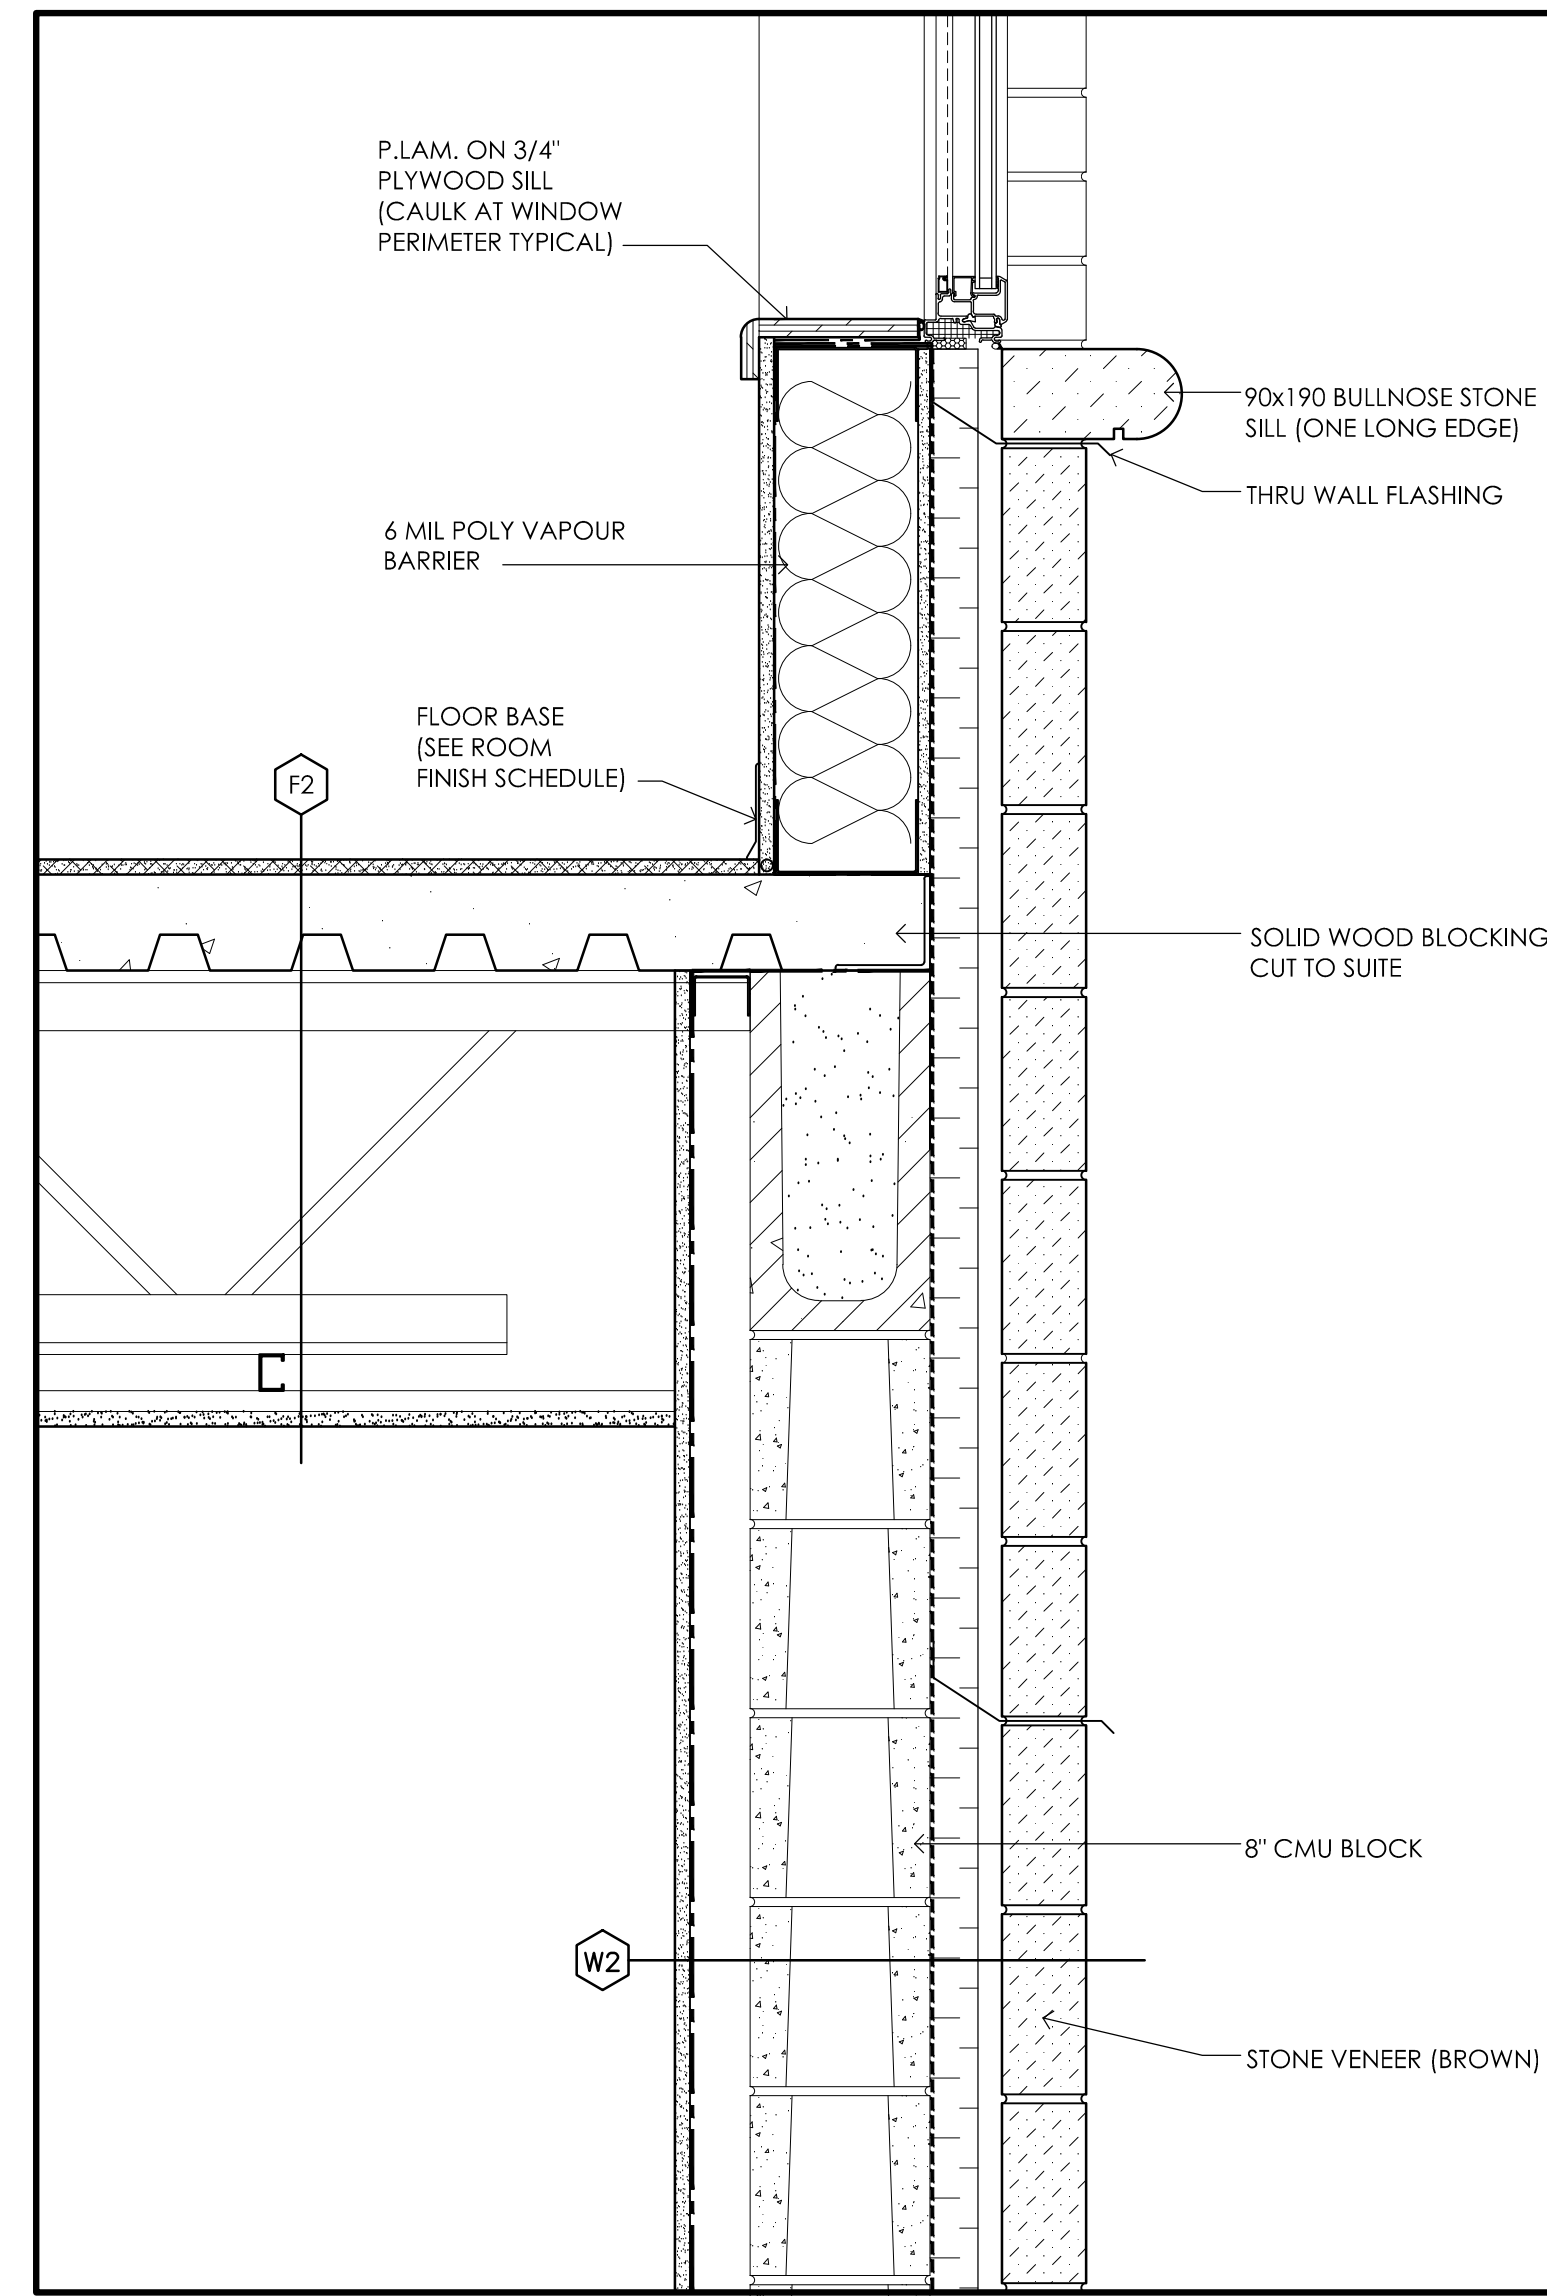 P.LAM. ON 3/4"
PLYWOOD SILL
(CAULK AT WINDOW
PERIMETER TYPICAL)
90x190 BULLNOSE STONE
SILL (ONE LONG EDGE)
THRU WALL FLASHING
6 MIL POLY VAPOUR
BARRIER
FLOOR BASE
(SEE ROOM
FINISH SCHEDULE)
F2
SOLID WOOD BLOCKING
CUT TO SUITE
8" CMU BLOCK
W2
STONE VENEER (BROWN)